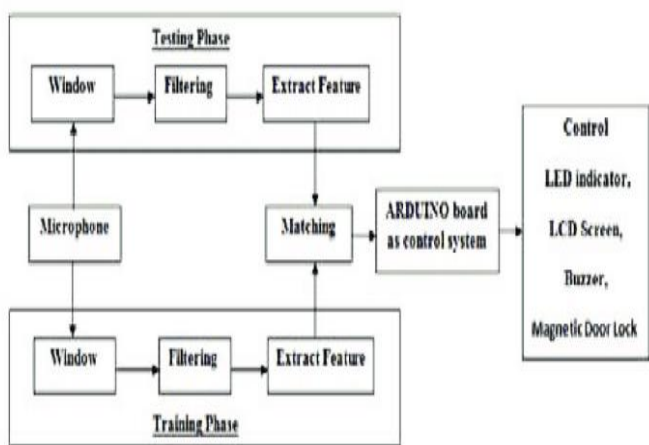 Testing Phase
Window
Filtering
Extract Feature
Microphone
Matching
ARDUINO board
as control system
Control
LED indicator,
LCD Screen,
Buzzer,
Magnetic Door Lock
Window
Filtering
Extract Feature
Training Phase